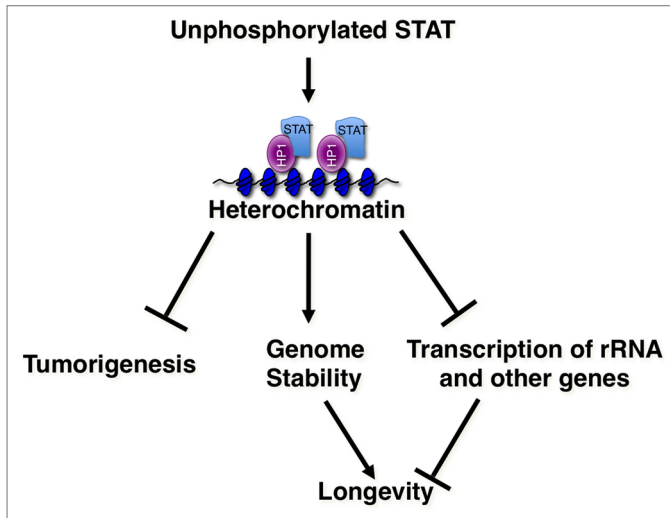 Unphosphorylated STAT
STAT STAT
HP1 HP1
Heterochromatin
Tumorigenesis
Genome
Stability
Transcription of rRNA
and other genes
Longevity